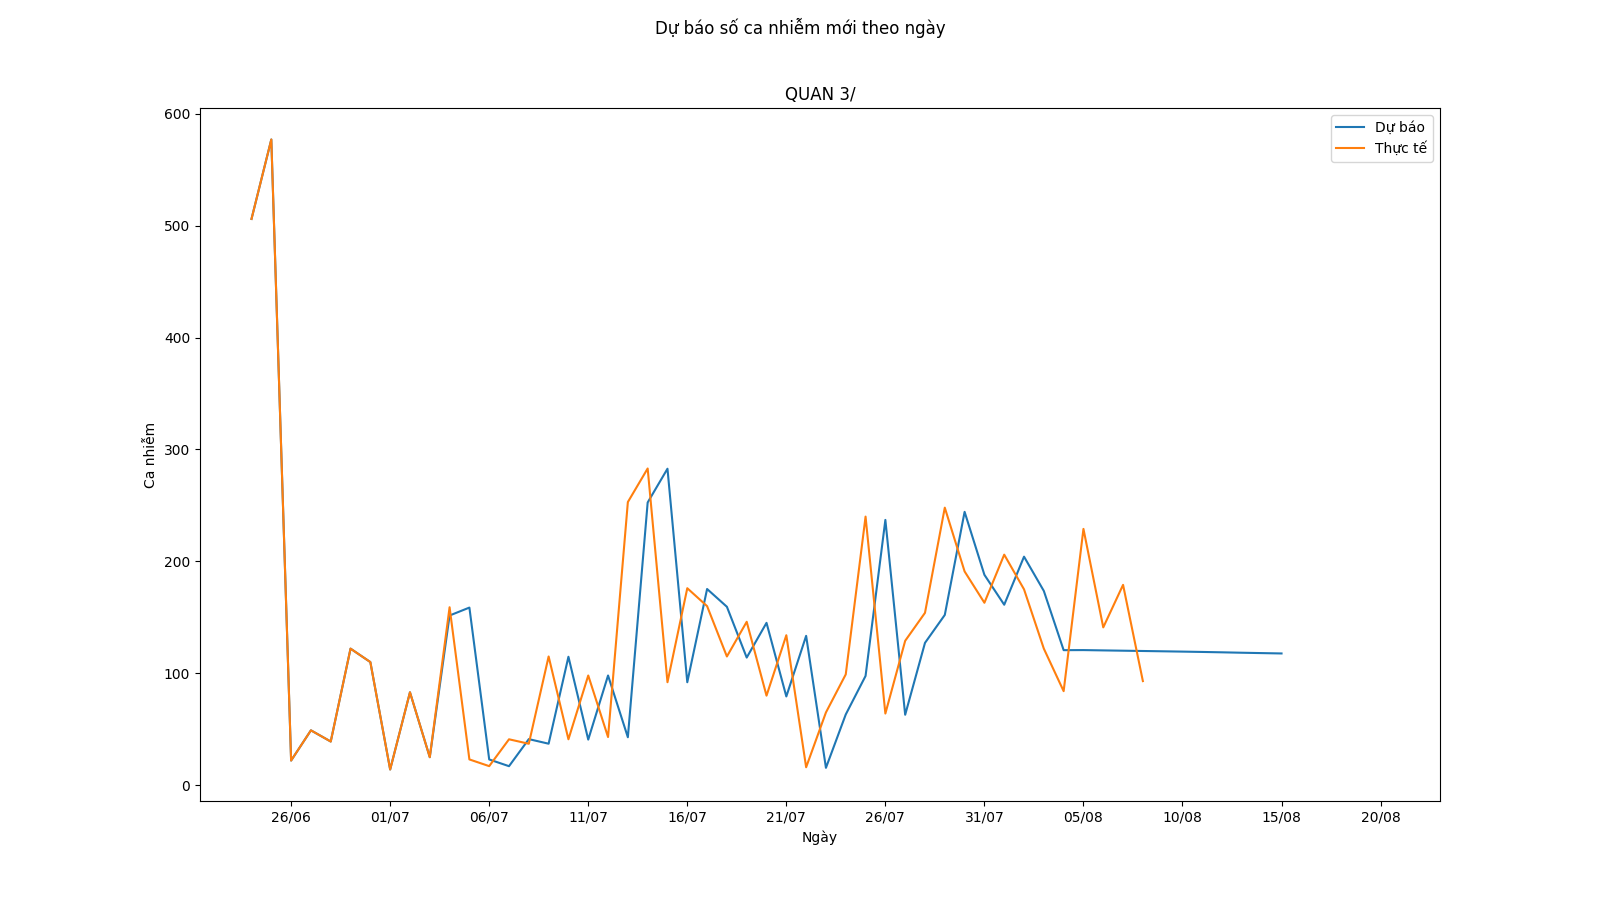 Dự báo số ca nhiễm mới theo ngày
QUAN 3/
Dự báo
Thực tế
Ca nhiễm
600
500
400
300
200
100
0
26/06 01/07 06/07 11/07 16/07 21/07 26/07 31/07 05/08 10/08 15/08 20/08
Ngày